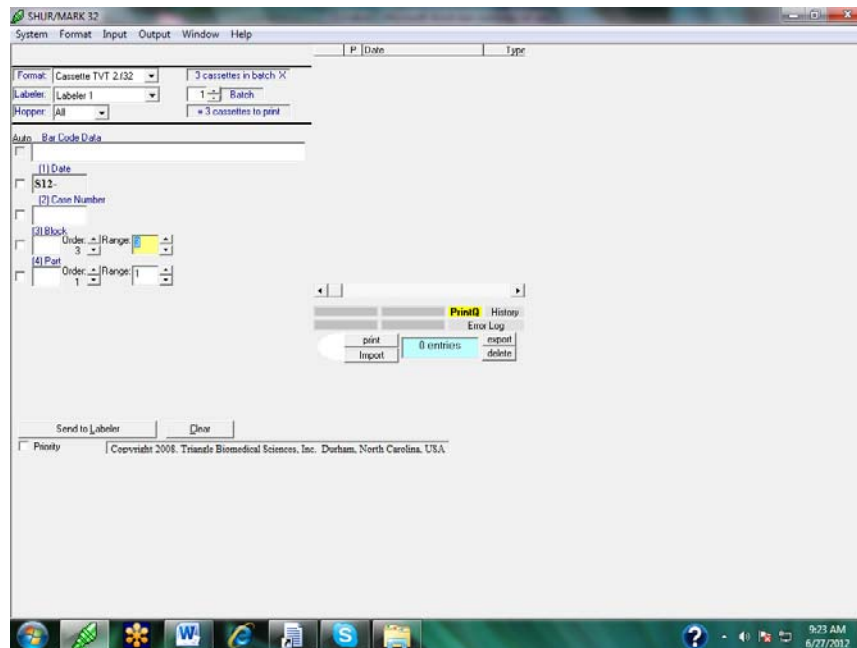 SHUR/MARK 32
System Format Input Output Window Help
P Date Type
Format: Cassette TVT 2.f32 3 cassettes in batch X
Labeler: Labeler 1 1 Batch
Hopper: All = 3 cassettes to print
Auto Bar Code Data
(1) Date
S12-
(2) Case Number
(3) Block
Order: 3 Range:
(4) Part
Order: 1 Range: 1
PrintQ History
Error Log
print 0 entries export
Import delete
Send to Labeler Clear
Priority Copyright 2008. Triangle Biomedical Sciences, Inc. Durham, North Carolina, USA
9:23 AM
6/27/2012